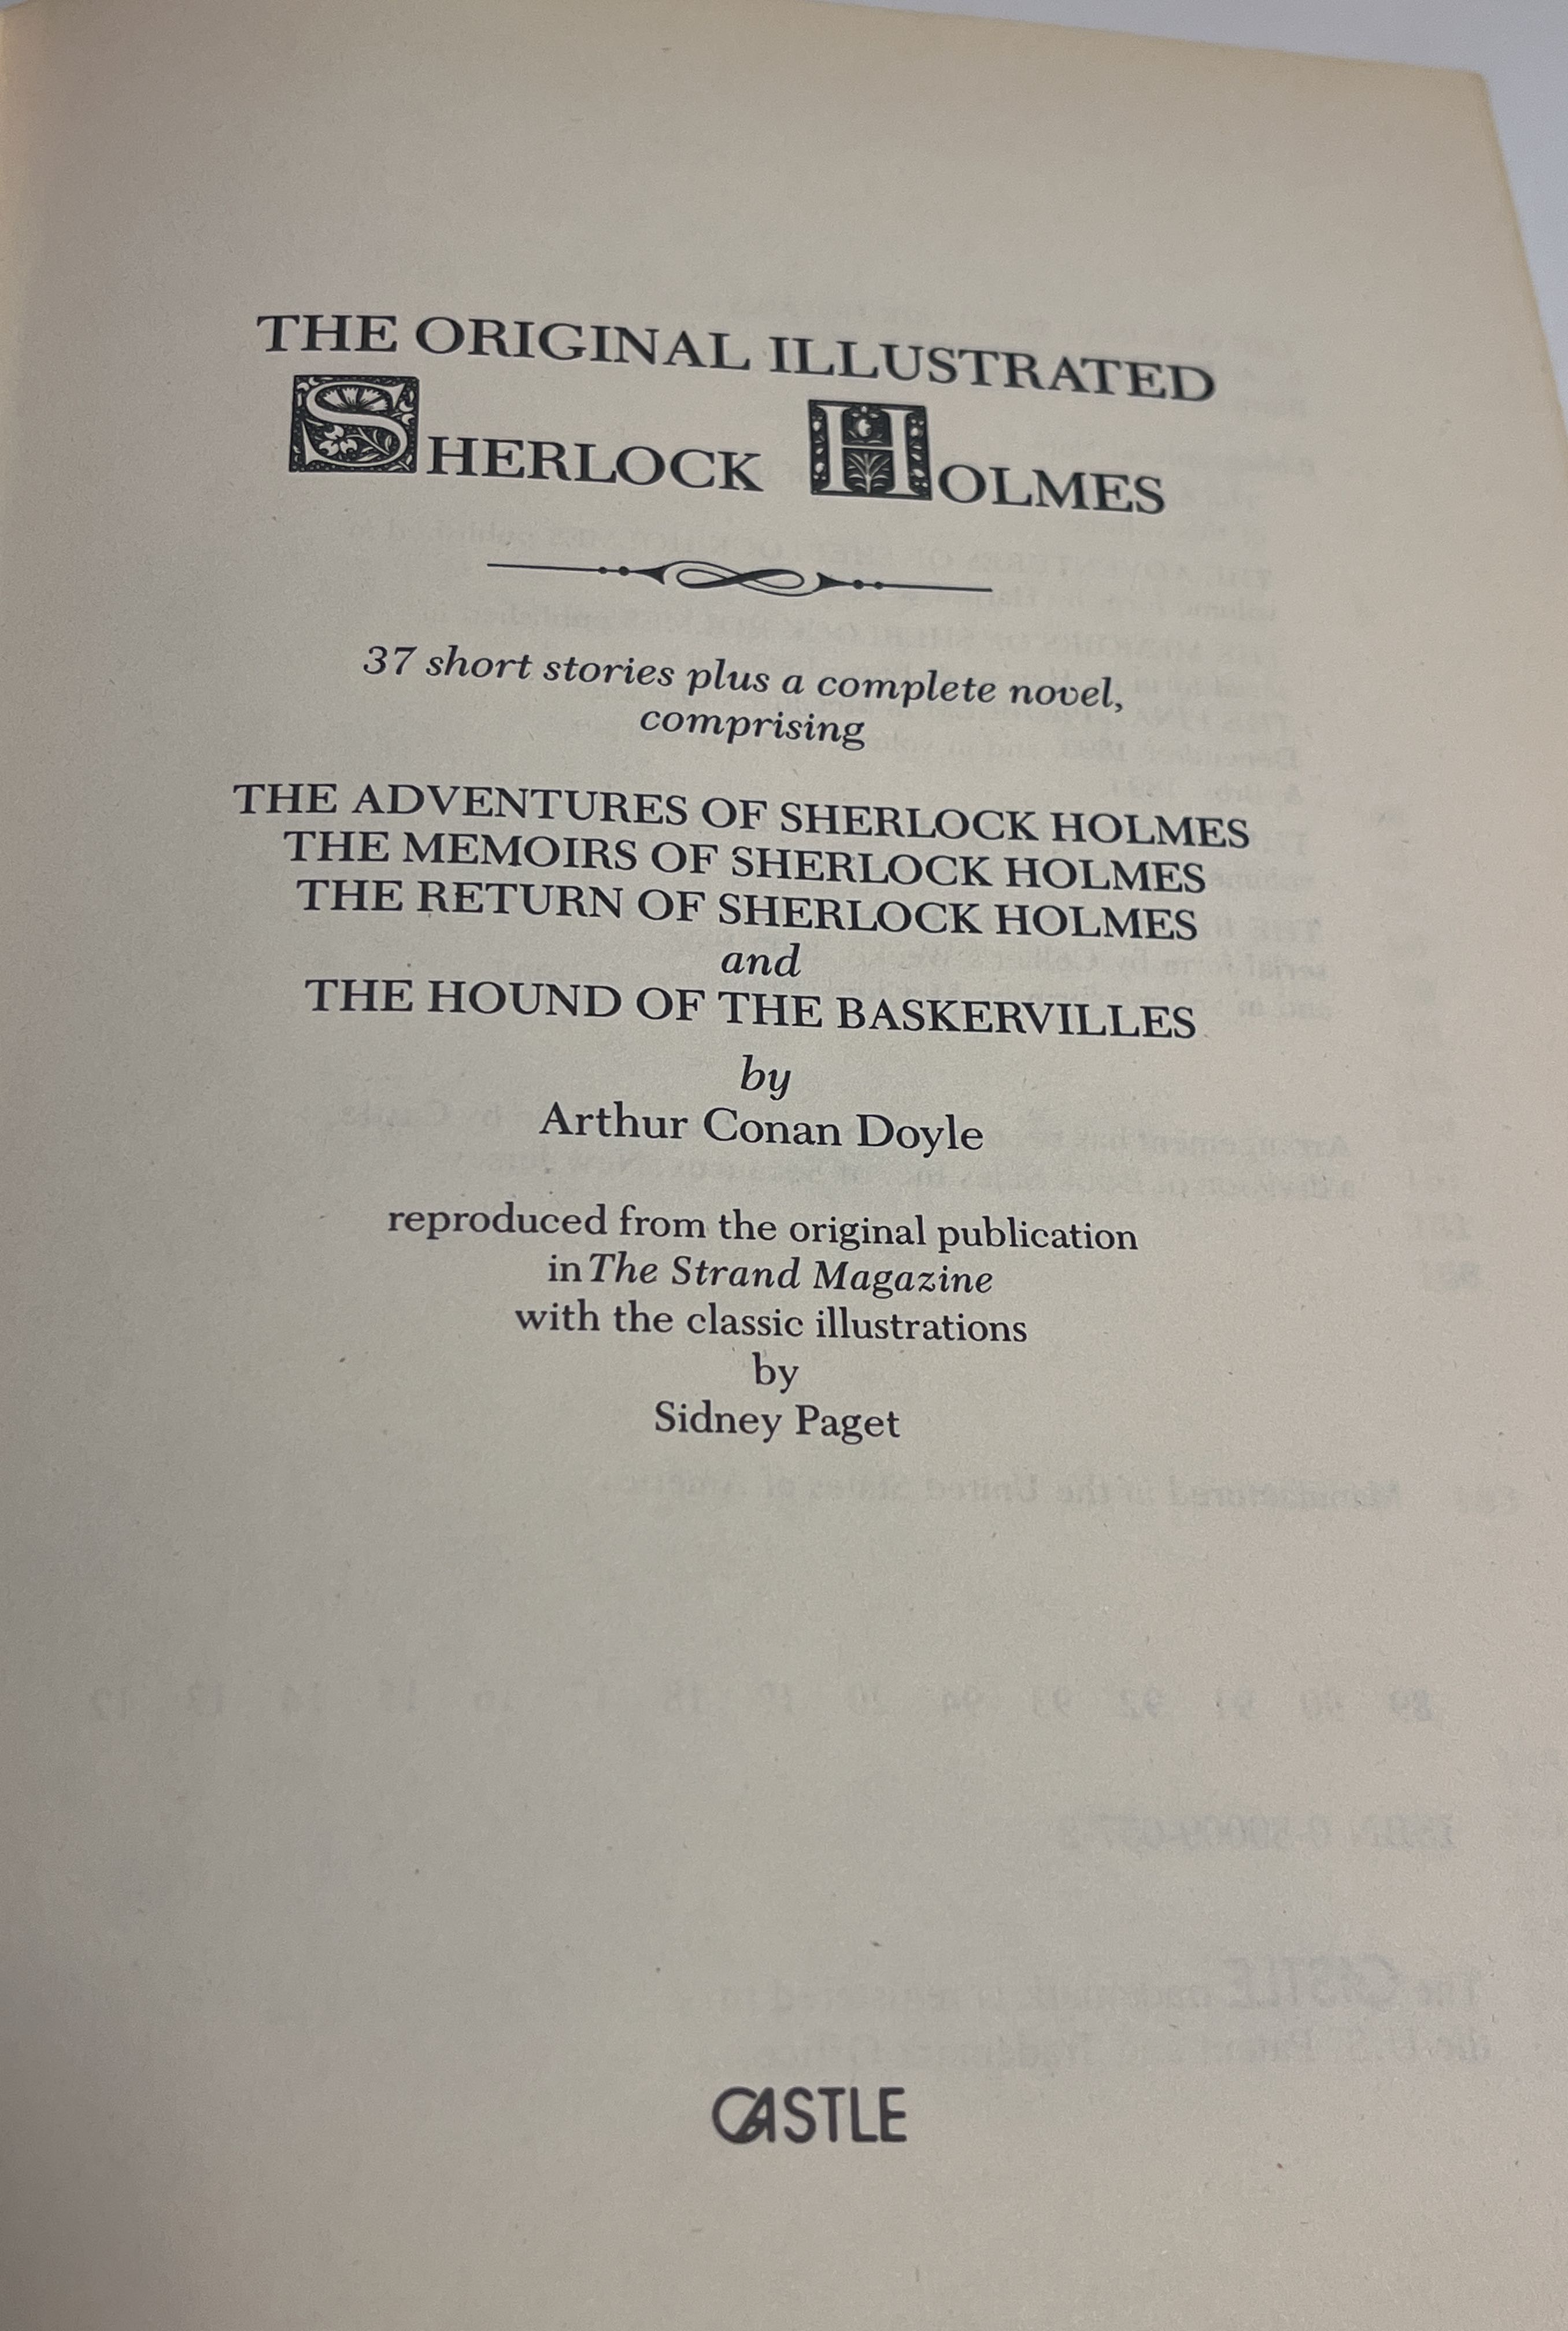 THE ORIGINAL ILLUSTRATED
SHERLOCK HOLMES
37 short stories plus a complete novel,
comprising
THE ADVENTURES OF SHERLOCK HOLMES
THE MEMOIRS OF SHERLOCK HOLMES
THE RETURN OF SHERLOCK HOLMES
and
THE HOUND OF THE BASKERVILLES
by
Arthur Conan Doyle
reproduced from the original publication
in The Strand Magazine
with the classic illustrations
by
Sidney Paget
CASTLE